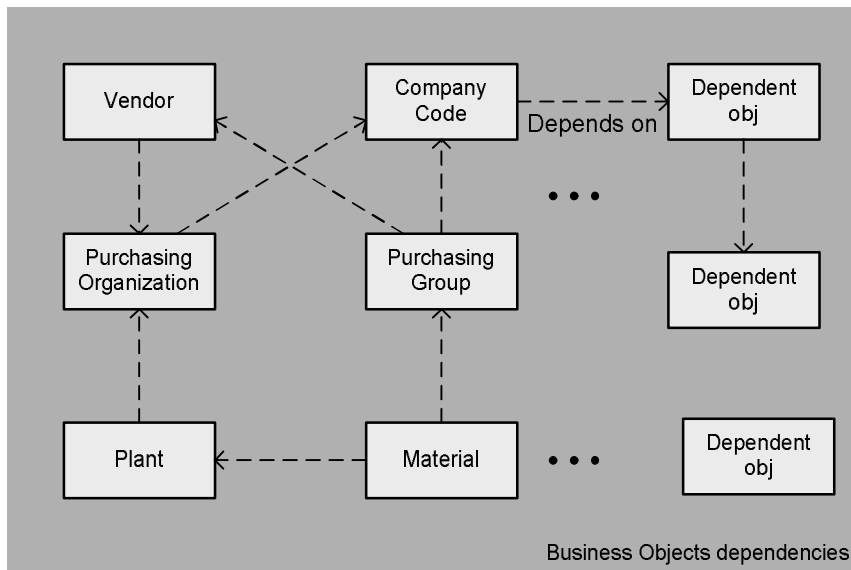 Vendor
Company
Code
Dependent
obj
Depends on
Purchasing
Organization
Purchasing
Group
Dependent
obj
Plant
Material
Dependent
obj
Business Objects dependencies